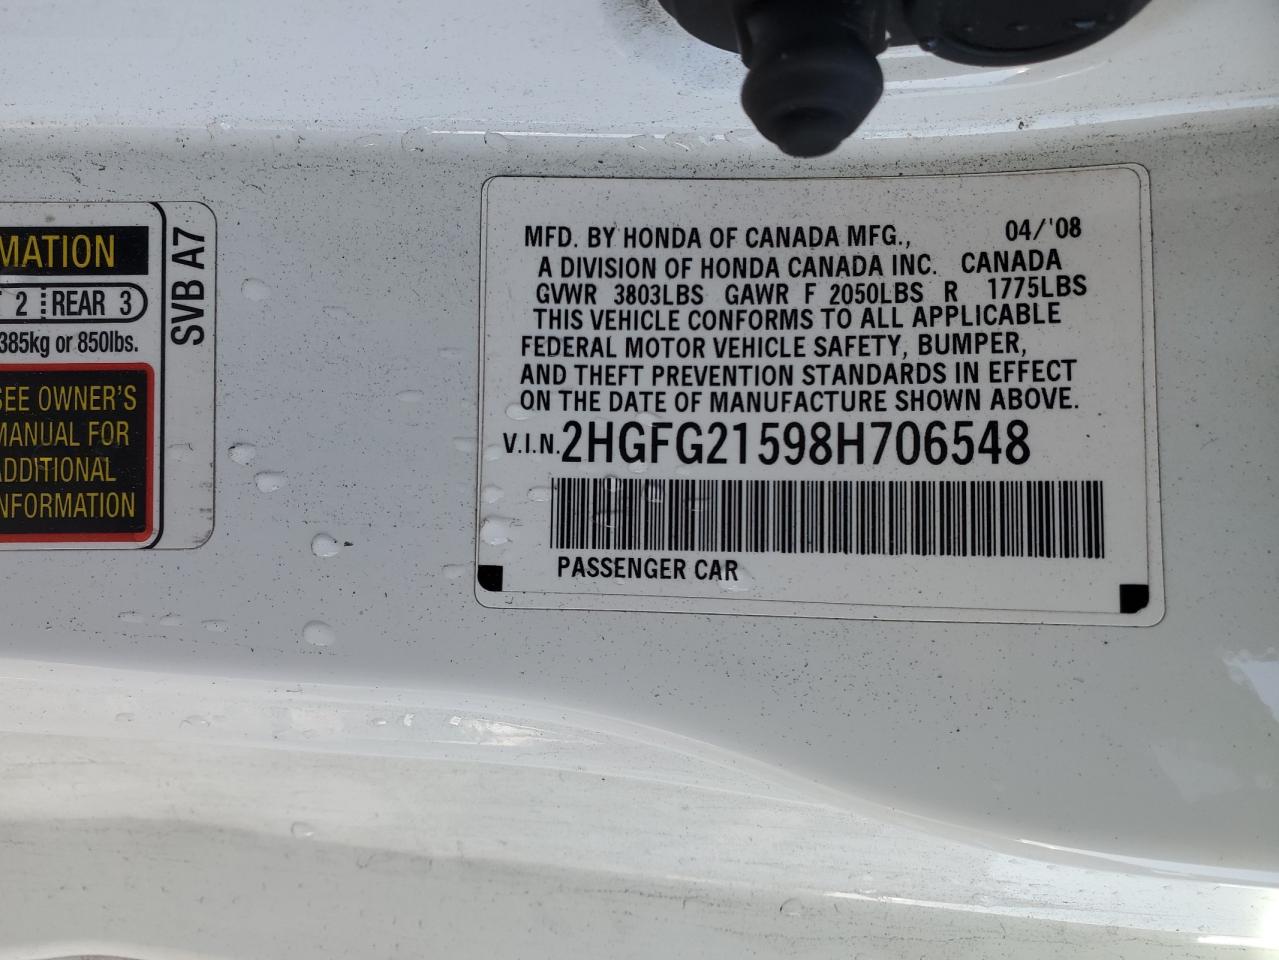 MATION
2 REAR 3
385kg or 850lbs.
SEE OWNER'S
MANUAL FOR
ADDITIONAL
INFORMATION
SVB A7
MFD. BY HONDA OF CANADA MFG., 04/'08
A DIVISION OF HONDA CANADA INC. CANADA
GVWR 3803LBS GAWR F 2050LBS R 1775LBS
THIS VEHICLE CONFORMS TO ALL APPLICABLE
FEDERAL MOTOR VEHICLE SAFETY, BUMPER,
AND THEFT PREVENTION STANDARDS IN EFFECT
ON THE DATE OF MANUFACTURE SHOWN ABOVE.
V.I.N. 2HGFG21598H706548
PASSENGER CAR